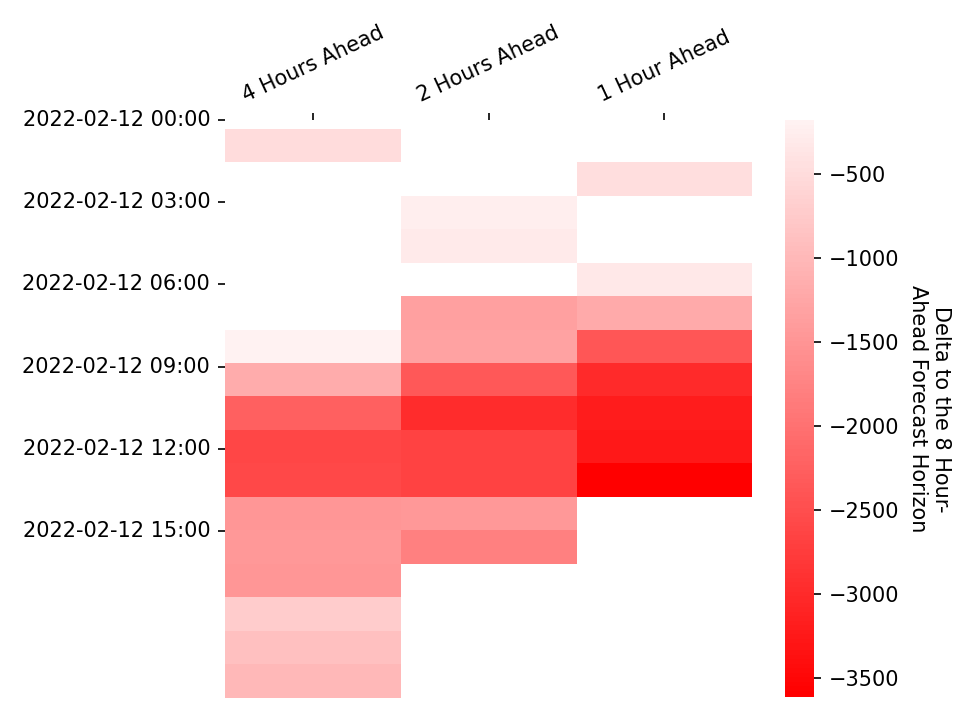 4 Hours Ahead
2 Hours Ahead
1 Hour Ahead
2022-02-12 00:00
2022-02-12 03:00
2022-02-12 06:00
2022-02-12 09:00
2022-02-12 12:00
2022-02-12 15:00
−500
−1000
−1500
−2000
−2500
−3000
−3500
Delta to the 8 Hour-
Ahead Forecast Horizon